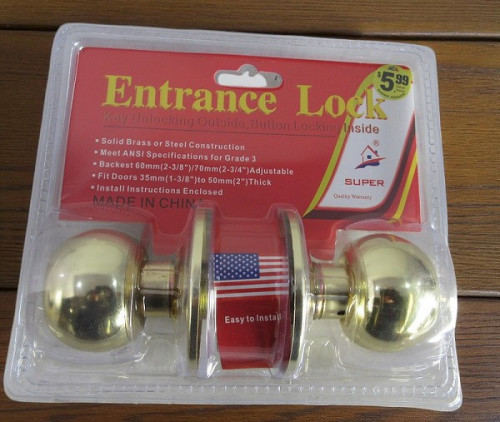 $5.99
Entrance Lock
Key Unlocking Outside, Button Locking Inside
• Solid Brass or Steel Construction
• Meet ANSI Specifications for Grade 3
• Backest 60mm(2-3/8")/70mm(2-3/4")Adjustable
• Fit Doors 35mm(1-3/8")to 50mm(2")Thick
• Install Instructions Enclosed
MADE IN CHINA
SUPER
Quality Warranty
Easy to Install